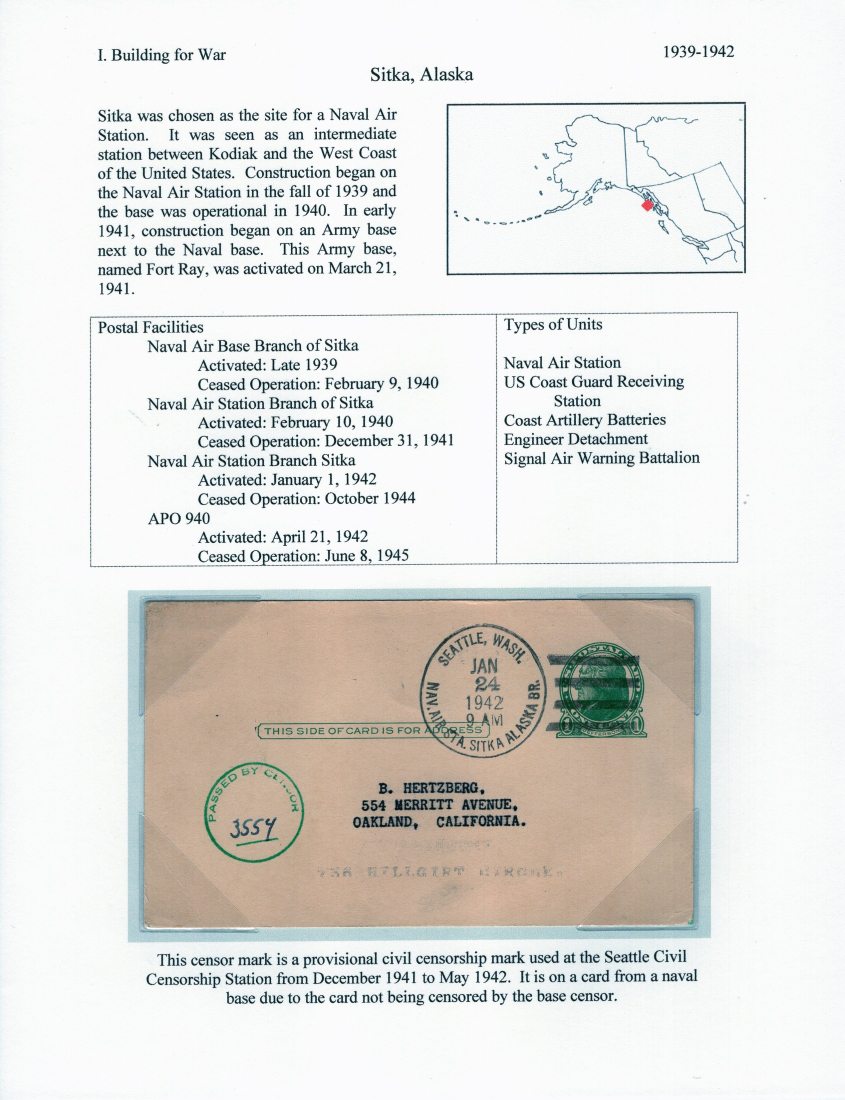 I. Building for War
1939-1942
Sitka, Alaska
Sitka was chosen as the site for a Naval Air
Station. It was seen as an intermediate
station between Kodiak and the West Coast
of the United States. Construction began on
the Naval Air Station in the fall of 1939 and
the base was operational in 1940. In early
1941, construction began on an Army base
next to the Naval base. This Army base,
named Fort Ray, was activated on March 21,
1941.
Postal Facilities
Naval Air Base Branch of Sitka
Activated: Late 1939
Ceased Operation: February 9, 1940
Naval Air Station Branch of Sitka
Activated: February 10, 1940
Ceased Operation: December 31, 1941
Naval Air Station Branch Sitka
Activated: January 1, 1942
Ceased Operation: October 1944
APO 940
Activated: April 21, 1942
Ceased Operation: June 8, 1945
Types of Units
Naval Air Station
US Coast Guard Receiving
Station
Coast Artillery Batteries
Engineer Detachment
Signal Air Warning Battalion
SEATTLE, WASH.
JAN
24
1942
9 AM
NAV. AIR STA. SITKA ALASKA BR.
THIS SIDE OF CARD IS FOR ADDRESS
PASSED BY CENSOR
3554
B. HERTZBERG,
554 MERRITT AVENUE,
OAKLAND, CALIFORNIA.
This censor mark is a provisional civil censorship mark used at the Seattle Civil
Censorship Station from December 1941 to May 1942. It is on a card from a naval
base due to the card not being censored by the base censor.